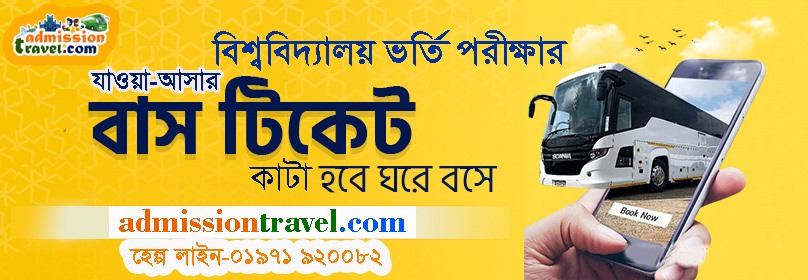 admission
travel.com
বিশ্ববিদ্যালয় ভর্তি পরীক্ষার
যাওয়া-আসার
বাস টিকেট
কাটা হবে ঘরে বসে
admissiontravel.com
হেল্প লাইন-০১৯৭১ ৯২০০৮২
SCANIA
Book Now